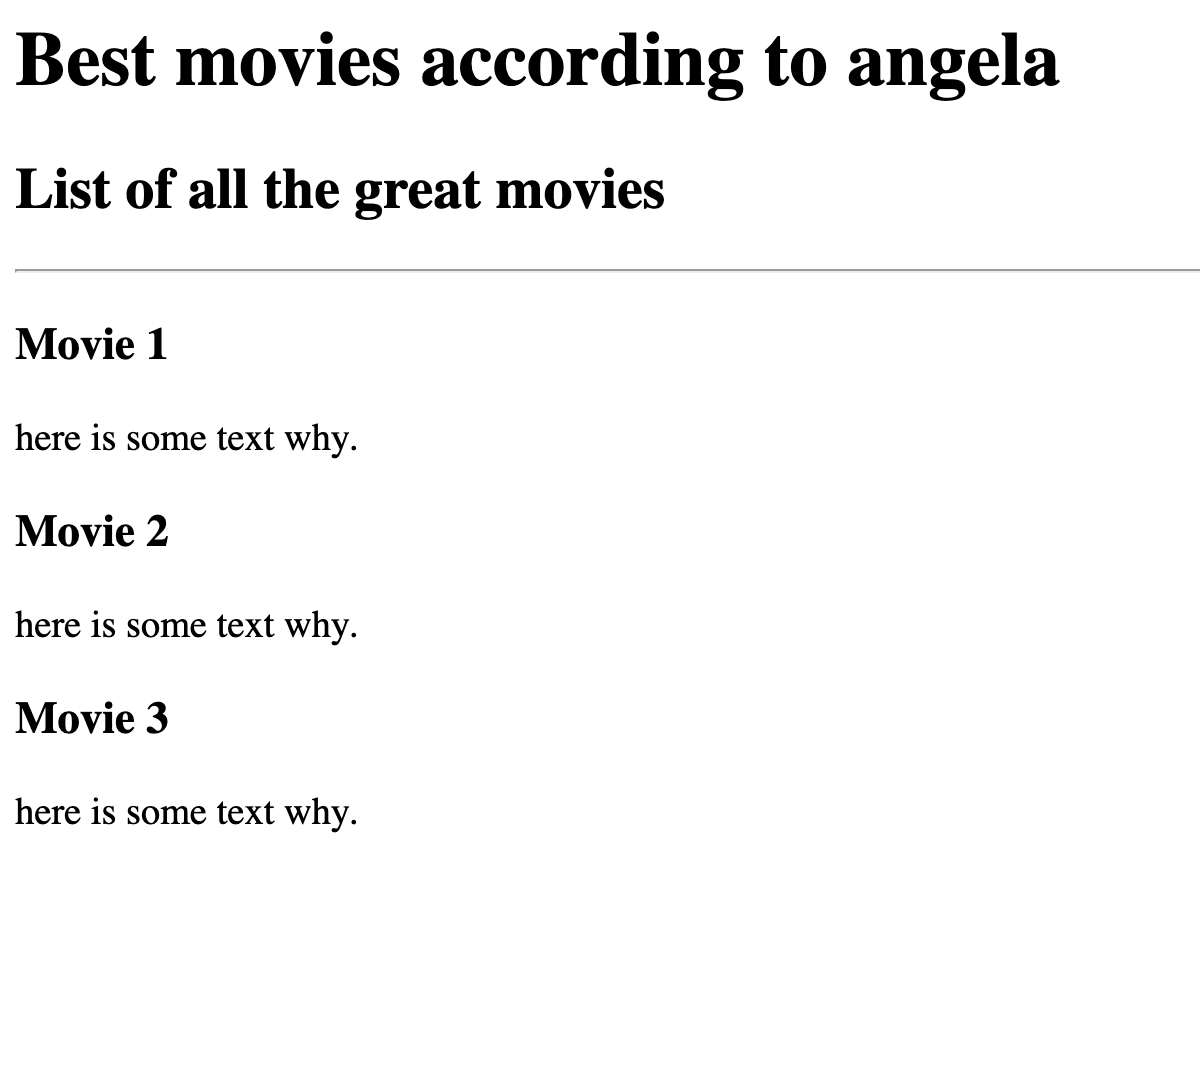 Best movies according to angela
List of all the great movies
Movie 1
here is some text why.
Movie 2
here is some text why.
Movie 3
here is some text why.